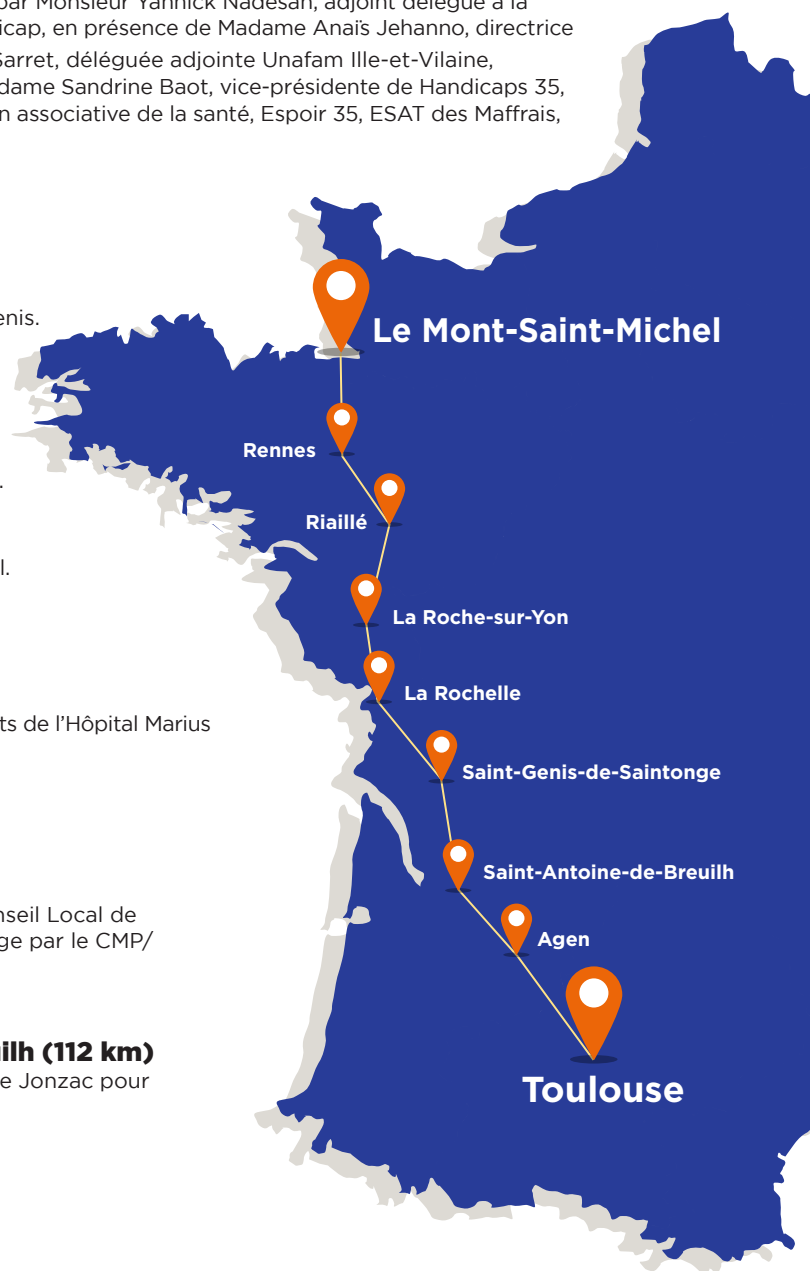 par Monsieur Yannick Nadesan, adjoint délégué à la
icap, en présence de Madame Anaïs Jehanno, directrice
Sarret, déléguée adjointe Unafam Ille-et-Vilaine,
dame Sandrine Baot, vice-présidente de Handicaps 35,
n associative de la santé, Espoir 35, ESAT des Maffrais,
enis.
Le Mont-Saint-Michel
Rennes
.
Riaillé
l.
La Roche-sur-Yon
La Rochelle
ts de l’Hôpital Marius
Saint-Genis-de-Saintonge
Saint-Antoine-de-Breuilh
nseil Local de
ge par le CMP/
Agen
uilh (112 km)
e Jonzac pour
Toulouse